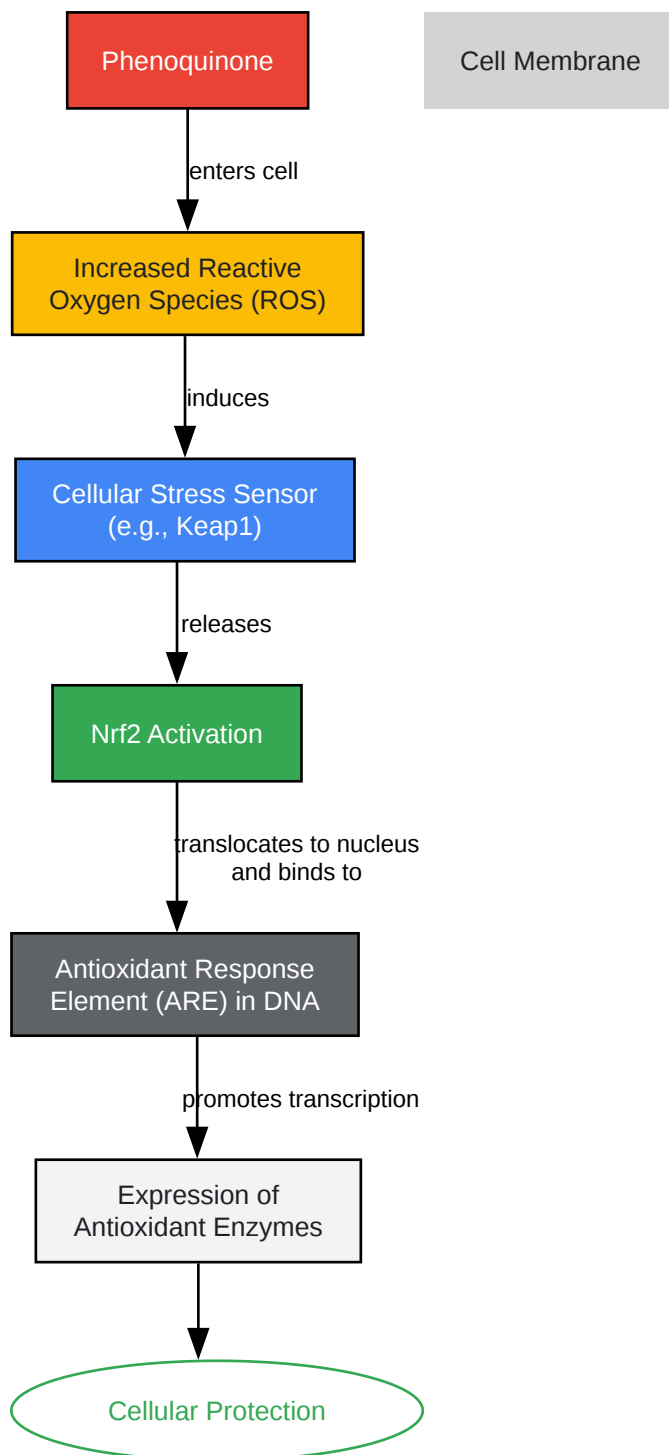 Phenoquinone
Cell Membrane
enters cell
Increased Reactive
Oxygen Species (ROS)
induces
Cellular Stress Sensor
(e.g., Keap1)
releases
Nrf2 Activation
translocates to nucleus
and binds to
Antioxidant Response
Element (ARE) in DNA
promotes transcription
Expression of
Antioxidant Enzymes
Cellular Protection